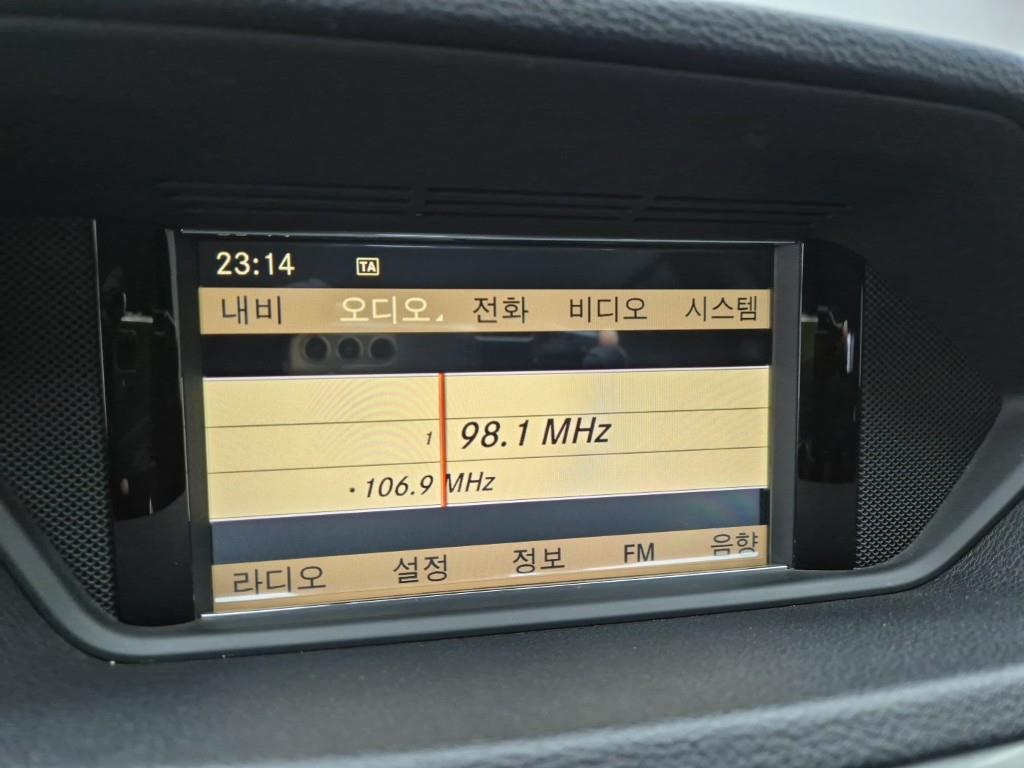 23:14 TA
내비 오디오 전화 비디오 시스템
1 98.1 MHz
· 106.9 MHz
라디오 설정 정보 FM 음향